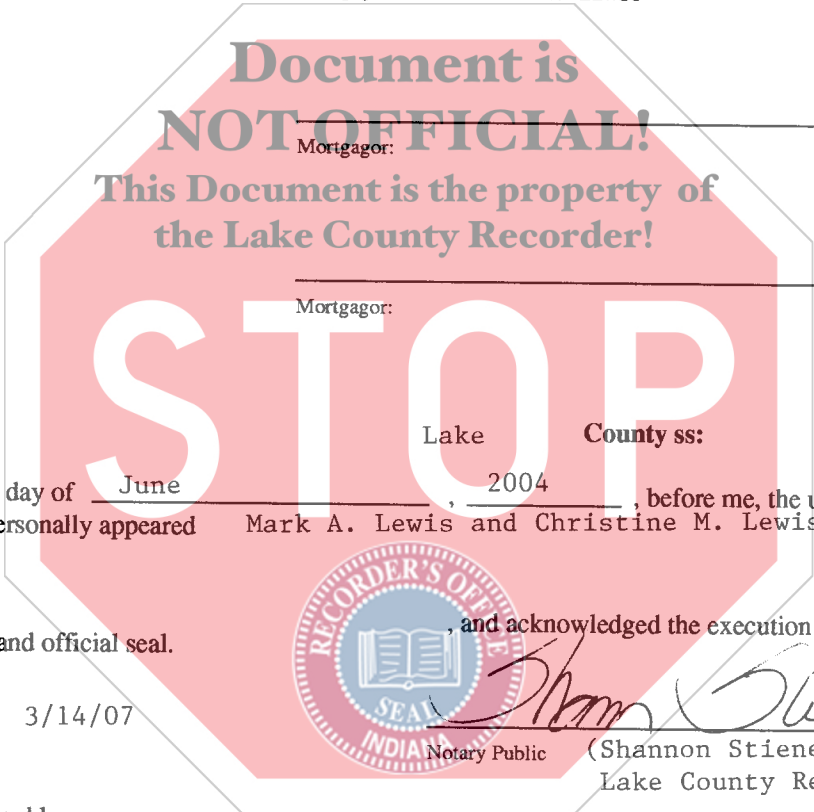 Document is
NOT OFFICIAL!
Mortgagor:
This Document is the property of
the Lake County Recorder!
Mortgagor:
STOP
Lake County ss:
day of June , 2004 , before me, the
personally appeared Mark A. Lewis and Christine M. Lewis
RECORDER'S OFFICE
, and acknowledged the execution
and official seal.
SEAL
3/14/07
INDIANA
Notary Public (Shannon Stiene
Lake County Re